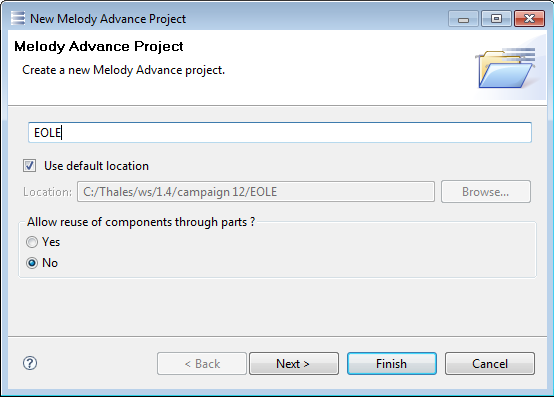 New Melody Advance Project
Melody Advance Project
Create a new Melody Advance project.
EOLE
Use default location
Location: C:/Thales/ws/1.4/campaign 12/EOLE Browse...
Allow reuse of components through parts ?
Yes
No
? < Back Next > Finish Cancel